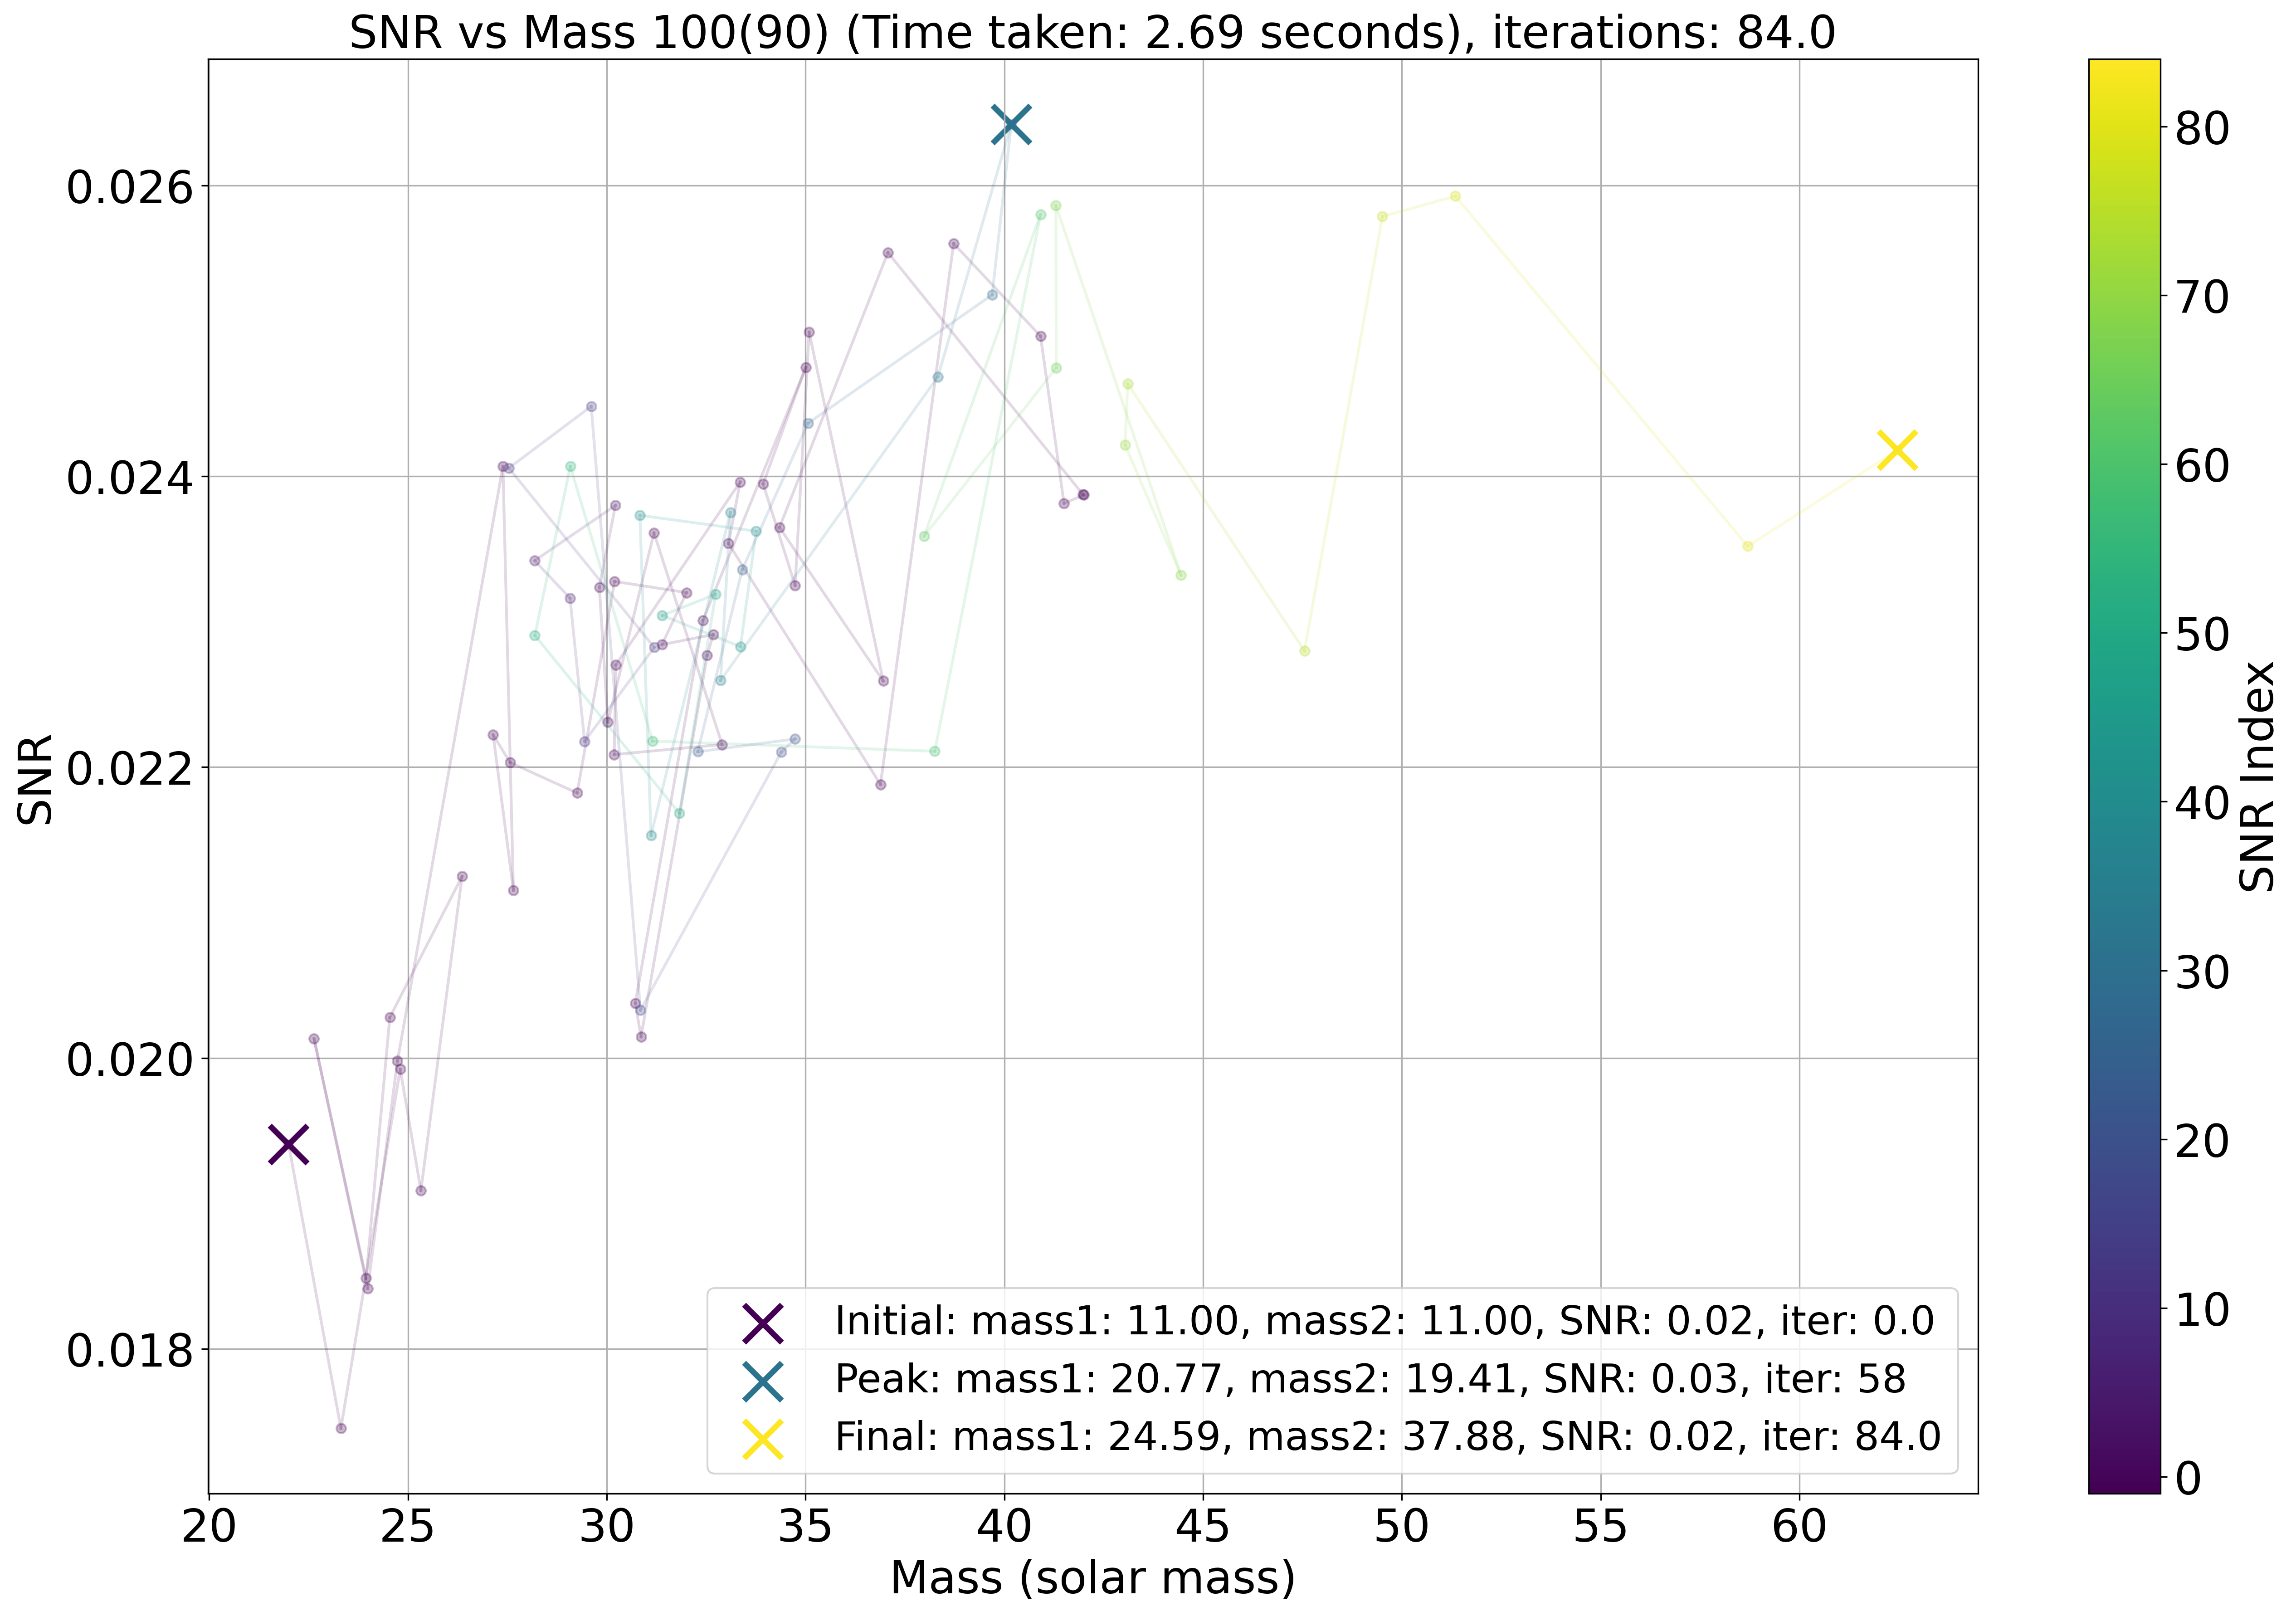 SNR vs Mass 100(90) (Time taken: 2.69 seconds), iterations: 84.0
0.026
0.024
0.022
0.020
0.018
SNR
20 25 30 35 40 45 50 55 60
Mass (solar mass)
Initial: mass1: 11.00, mass2: 11.00, SNR: 0.02, iter: 0.0
Peak: mass1: 20.77, mass2: 19.41, SNR: 0.03, iter: 58
Final: mass1: 24.59, mass2: 37.88, SNR: 0.02, iter: 84.0
80
70
60
50
40
30
20
10
0
SNR Index